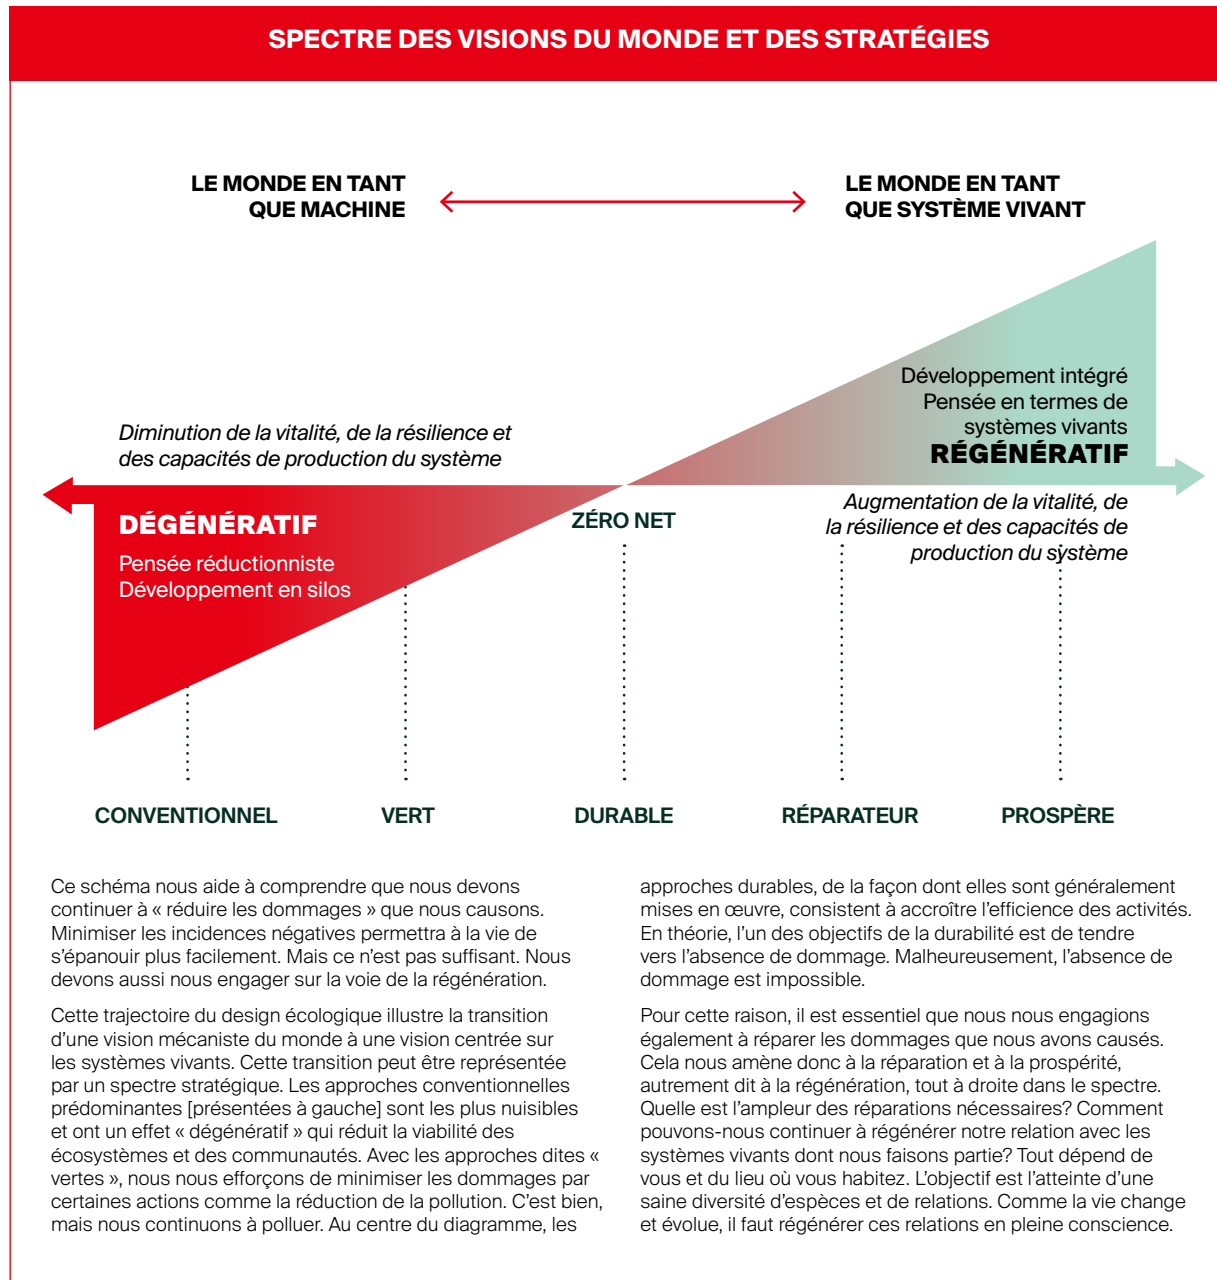 SPECTRE DES VISIONS DU MONDE ET DES STRATÉGIES
LE MONDE EN TANT
QUE MACHINE
LE MONDE EN TANT
QUE SYSTÈME VIVANT
Développement intégré
Pensée en termes de
systèmes vivants
RÉGÉNÉRATIF
Diminution de la vitalité, de la résilience et
des capacités de production du système
DÉGÉNÉRATIF
Pensée réductionniste
Développement en silos
ZÉRO NET
Augmentation de la vitalité, de
la résilience et des capacités de
production du système
CONVENTIONNEL
VERT
DURABLE
RÉPARATEUR
PROSPÈRE
Ce schéma nous aide à comprendre que nous devons
continuer à « réduire les dommages » que nous causons.
Minimiser les incidences négatives permettra à la vie de
s’épanouir plus facilement. Mais ce n’est pas suffisant. Nous
devons aussi nous engager sur la voie de la régénération.
Cette trajectoire du design écologique illustre la transition
d’une vision mécaniste du monde à une vision centrée sur
les systèmes vivants. Cette transition peut être représentée
par un spectre stratégique. Les approches conventionnelles
prédominantes [présentées à gauche] sont les plus nuisibles
et ont un effet « dégénératif » qui réduit la viabilité des
écosystèmes et des communautés. Avec les approches dites «
vertes », nous nous efforçons de minimiser les dommages par
certaines actions comme la réduction de la pollution. C’est bien,
mais nous continuons à polluer. Au centre du diagramme, les
approches durables, de la façon dont elles sont généralement
mises en œuvre, consistent à accroître l’efficience des activités.
En théorie, l’un des objectifs de la durabilité est de tendre
vers l’absence de dommage. Malheureusement, l’absence de
dommage est impossible.
Pour cette raison, il est essentiel que nous nous engagions
également à réparer les dommages que nous avons causés.
Cela nous amène donc à la réparation et à la prospérité,
autrement dit à la régénération, tout à droite dans le spectre.
Quelle est l’ampleur des réparations nécessaires? Comment
pouvons-nous continuer à régénérer notre relation avec les
systèmes vivants dont nous faisons partie? Tout dépend de
vous et du lieu où vous habitez. L’objectif est l’atteinte d’une
saine diversité d’espèces et de relations. Comme la vie change
et évolue, il faut régénérer ces relations en pleine conscience.